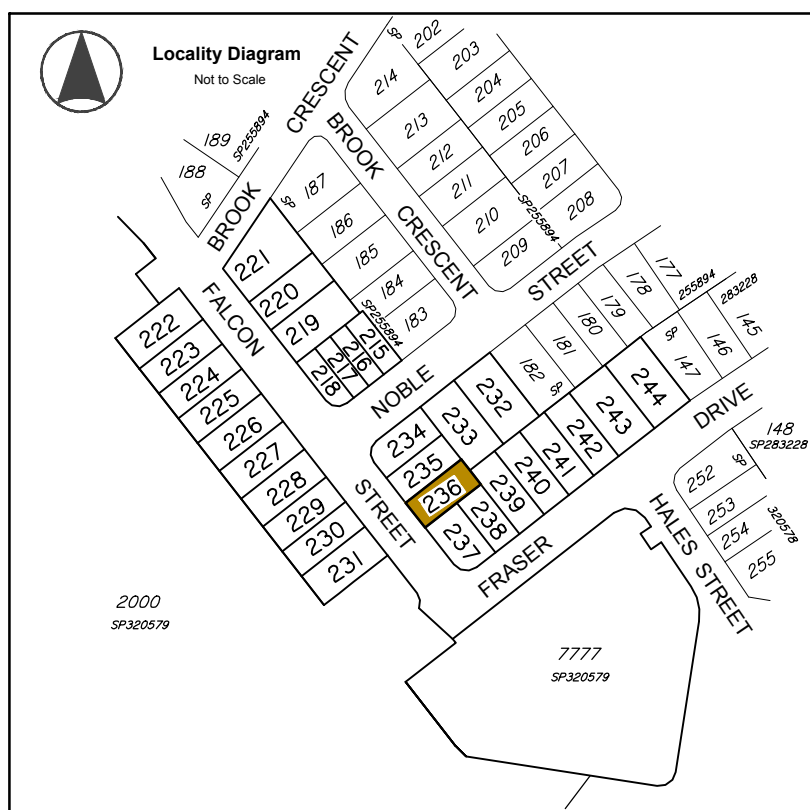 Locality Diagram
Not to Scale
CRESCENT
BROOK
BROOK
CRESCENT
SP
202
203
214
204
213
205
212
206
211
207
210
208
209
SP255894
189
SP255894
188
SP
SP
187
186
185
184
183
SP255894
221
220
219
218
217
216
215
FALCON
STREET
NOBLE
STREET
222
223
224
225
226
227
228
229
230
231
177
178
179
180
181
182
SP
255894
283228
145
146
147
SP
232
233
234
235
236
237
238
239
240
241
242
243
244
FRASER
DRIVE
148
SP283228
252
SP
253
254
255
320578
HALES STREET
2000
SP320579
7777
SP320579